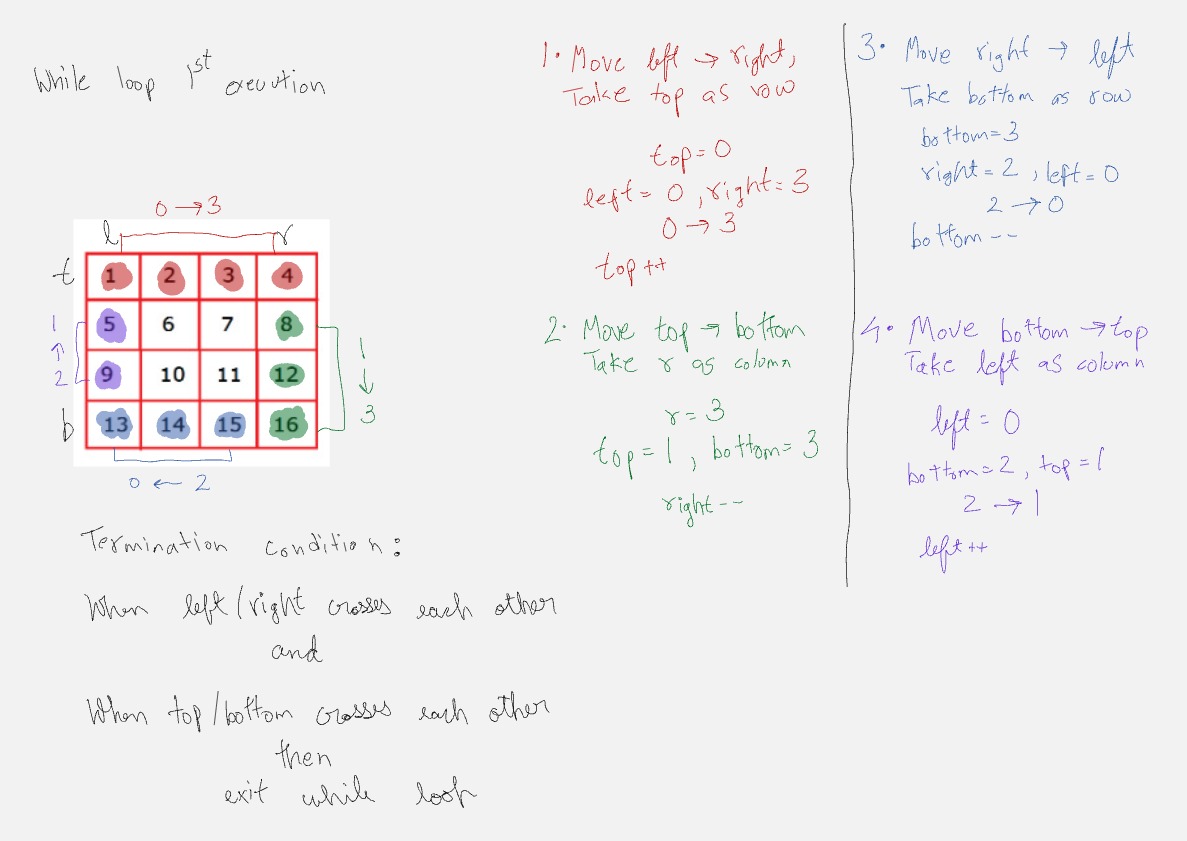 While loop 1st execution
0 → 3
l r
t 1 2 3 4
1 5 6 7 8 1
↑ ↓
2 9 10 11 12 3
b 13 14 15 16
0 ← 2
Termination condition:
When left/right crosses each other
and
When top/bottom crosses each other
then
exit while loop
1. Move left → right,
Take top as row
top = 0
left = 0, right = 3
0 → 3
top ++
2. Move top → bottom
Take r as column
r = 3
top = 1, bottom = 3
right --
3. Move right → left
Take bottom as row
bottom = 3
right = 2, left = 0
2 → 0
bottom --
4. Move bottom → top
Take left as column
left = 0
bottom = 2, top = 1
2 → 1
left ++